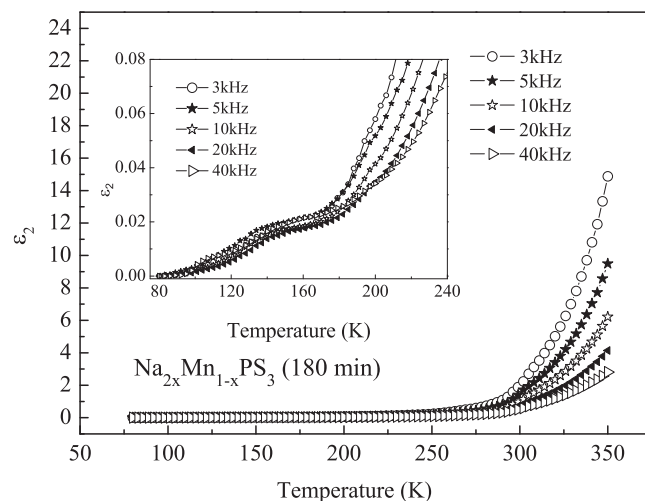 24
22
20
18
16
14
12
10
8
6
4
2
0
ε₂
50 100 150 200 250 300 350
Temperature (K)
3kHz
5kHz
10kHz
20kHz
40kHz
0.08
0.06
0.04
0.02
0.00
ε₂
3kHz
5kHz
10kHz
20kHz
40kHz
80 120 160 200 240
Temperature (K)
Na₂ₓMn₁₋ₓPS₃ (180 min)